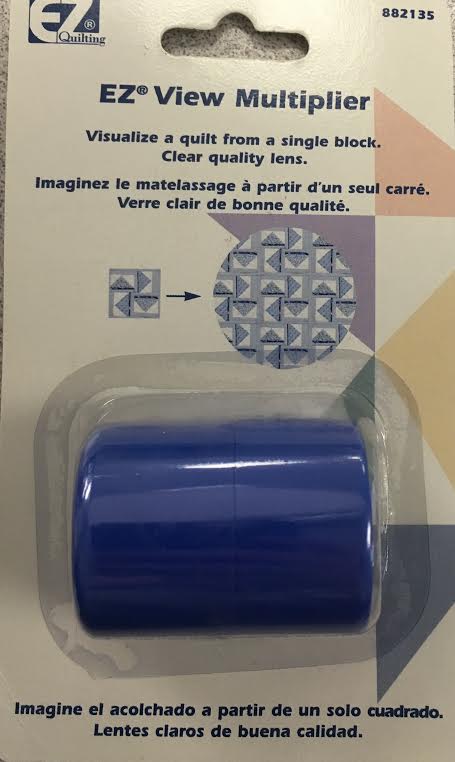 EZ®
Quilting
882135
EZ® View Multiplier
Visualize a quilt from a single block.
Clear quality lens.
Imaginez le matelassage à partir d'un seul carré.
Verre clair de bonne qualité.
Imagine el acolchado a partir de un solo cuadrado.
Lentes claros de buena calidad.